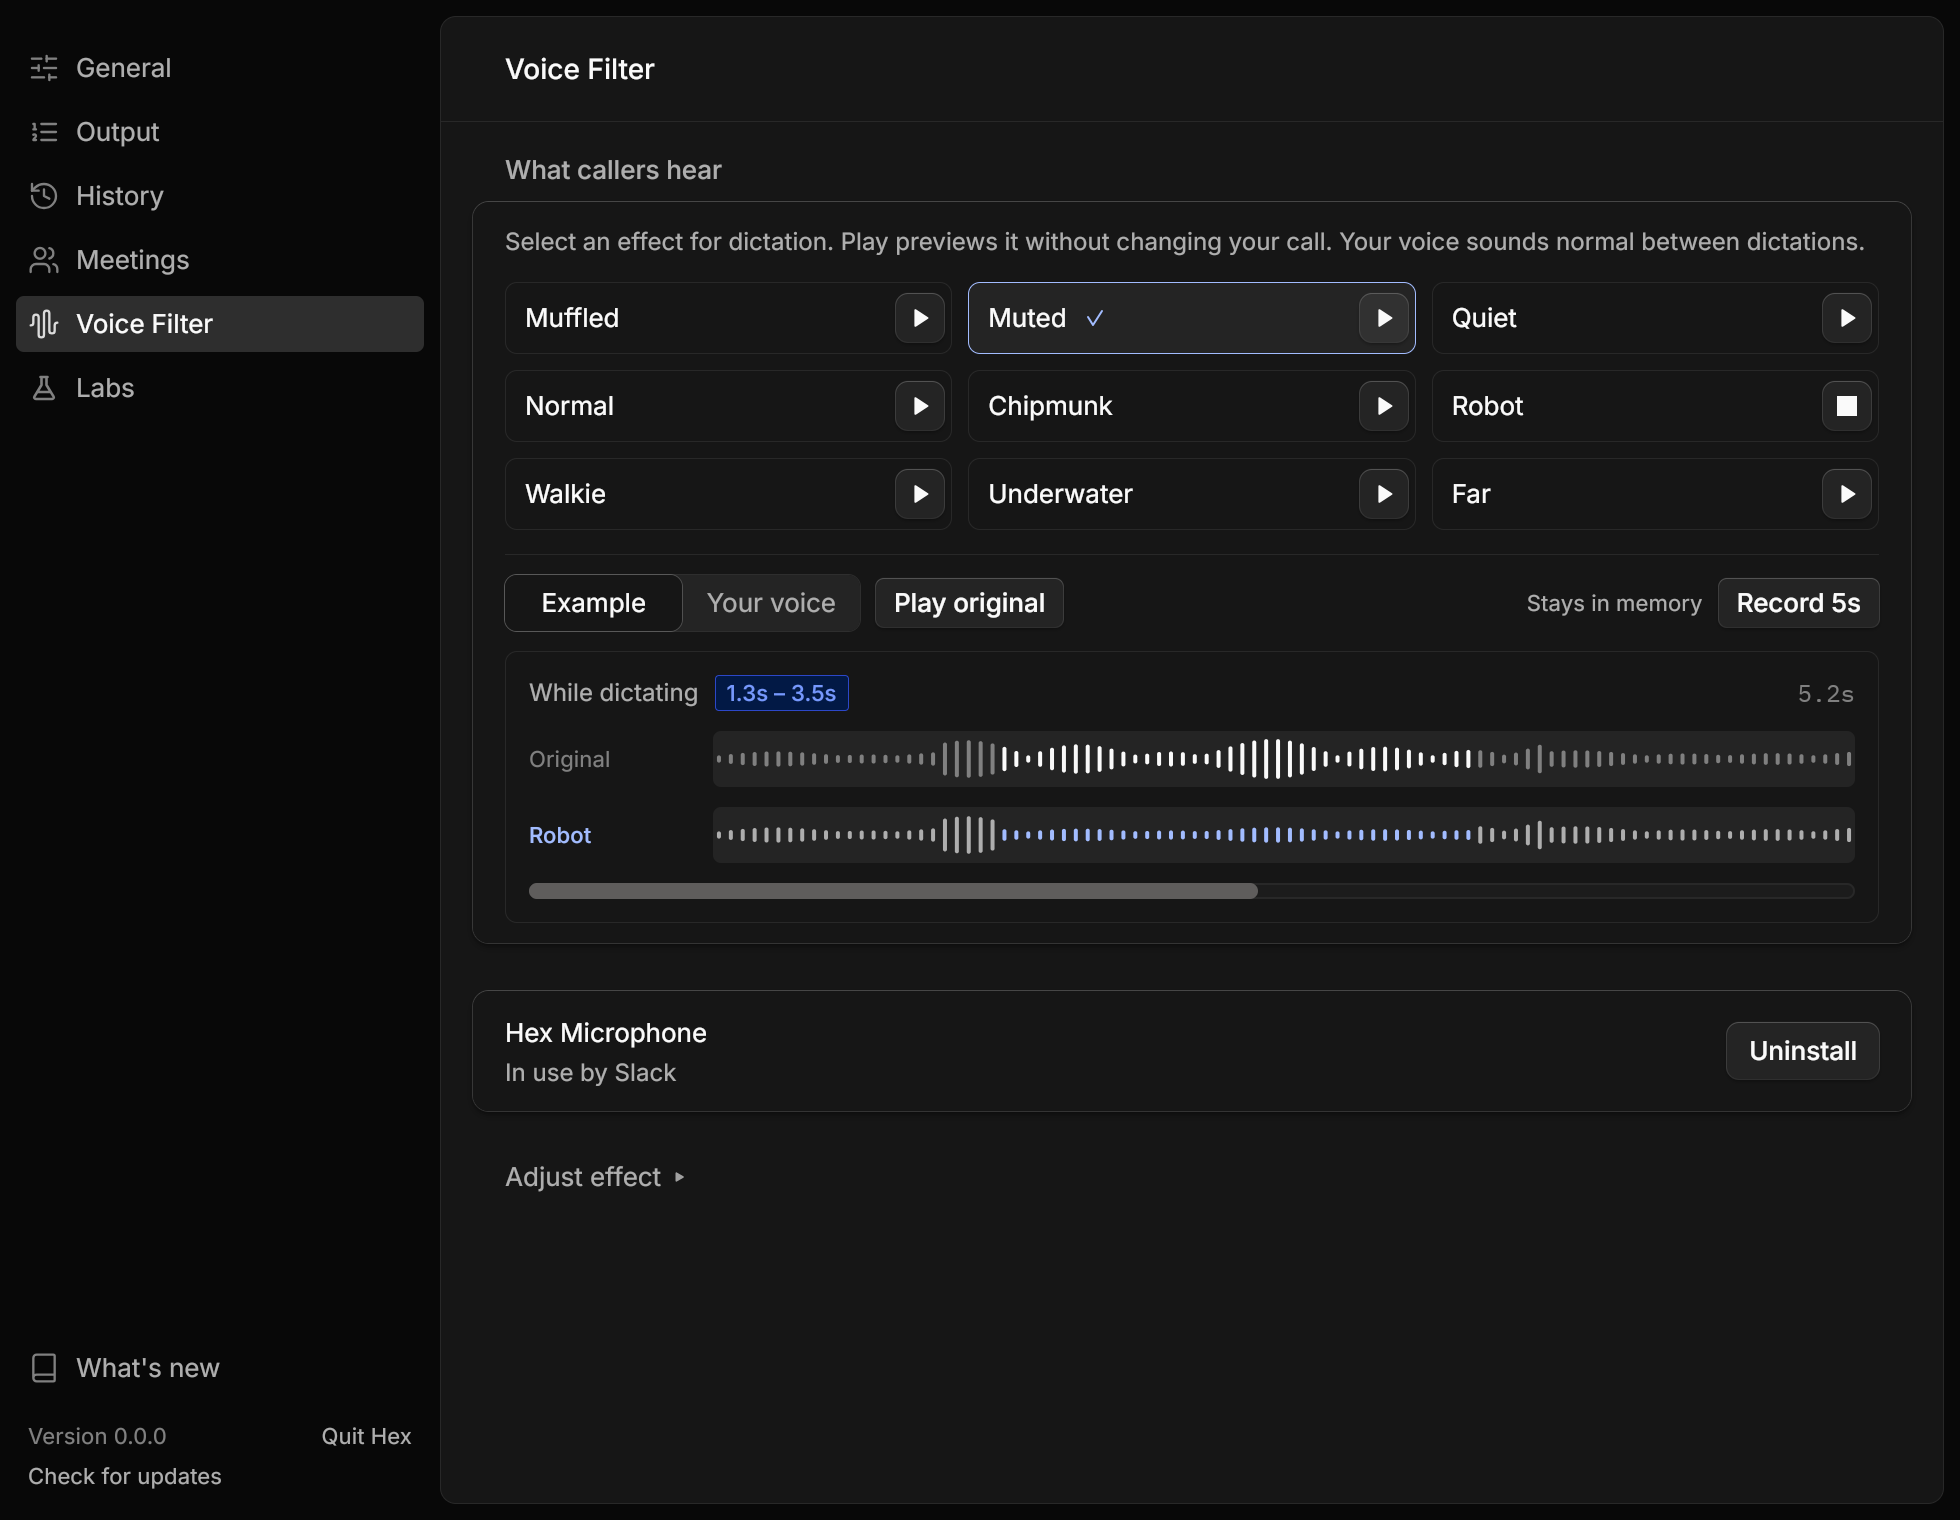 General
Output
History
Meetings
Voice Filter
Labs
What's new
Version 0.0.0
Quit Hex
Check for updates
Voice Filter
What callers hear
Select an effect for dictation. Play previews it without changing your call. Your voice sounds normal between dictations.
Muffled
Muted
Quiet
Normal
Chipmunk
Robot
Walkie
Underwater
Far
Example
Your voice
Play original
Stays in memory
Record 5s
While dictating
1.3s – 3.5s
5.2s
Original
Robot
Hex Microphone
In use by Slack
Uninstall
Adjust effect